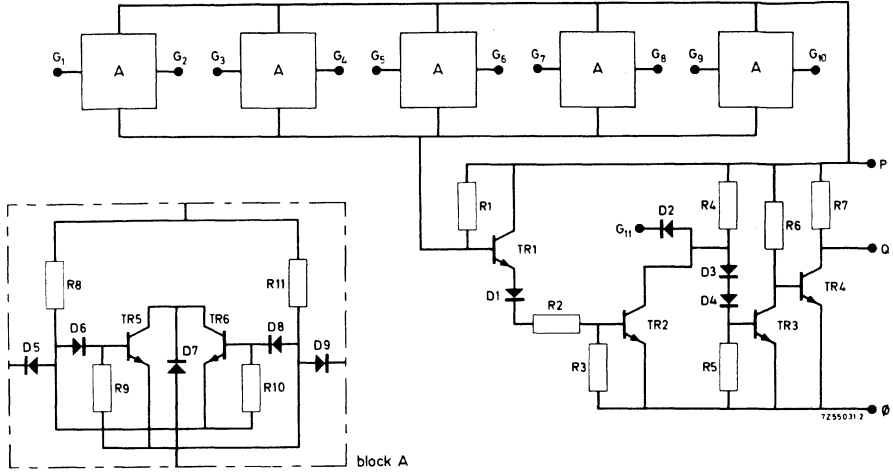 G1 A G2 G3 A G4 G5 A G6 G7 A G8 G9 A G10
P
R1 R4 R6 R7
D2
G11
Q
TR1 D3 TR4
D1 D4
R2 TR2 TR3
R3 R5
7Z55031.2 Ø
R8 R11
TR5 TR6
D6 D8
D5 D7 D9
R9 R10
block A